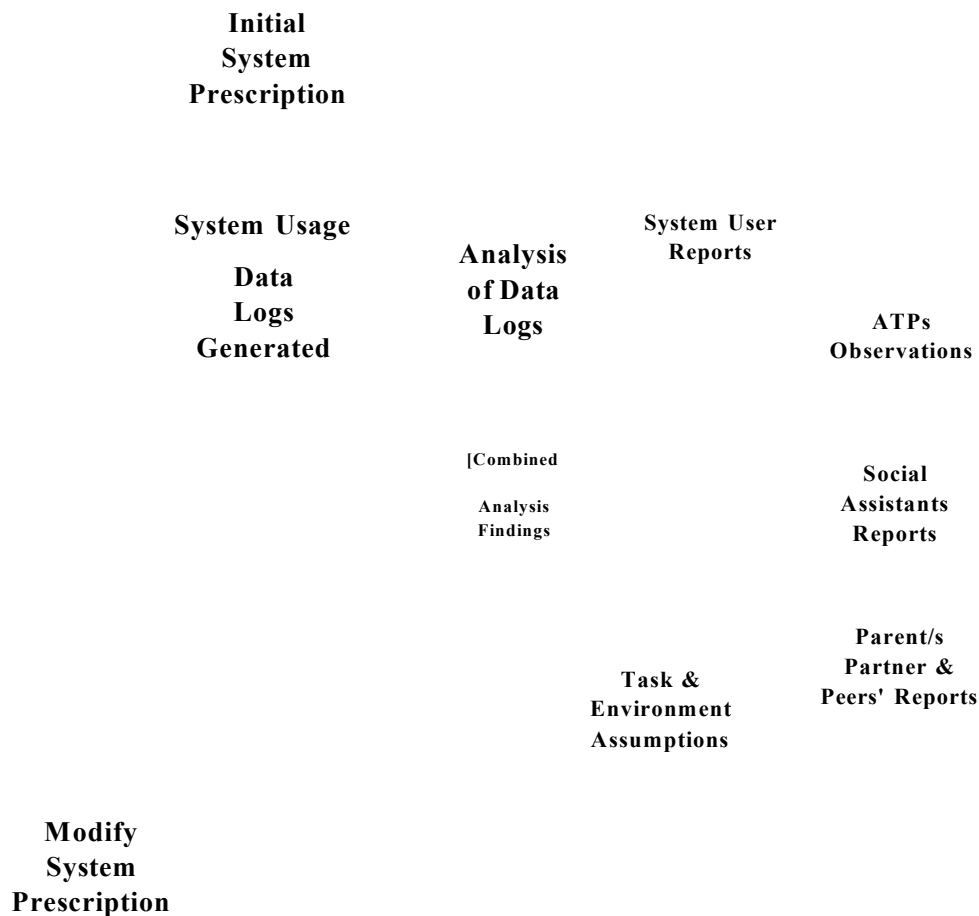 Initial
System
Prescription
System Usage
Data
Logs
Generated
Analysis
of Data
Logs
System User
Reports
ATPs
Observations
[Combined
Analysis
Findings
Social
Assistants
Reports
Task &
Environment
Assumptions
Parent/s
Partner &
Peers' Reports
Modify
System
Prescription